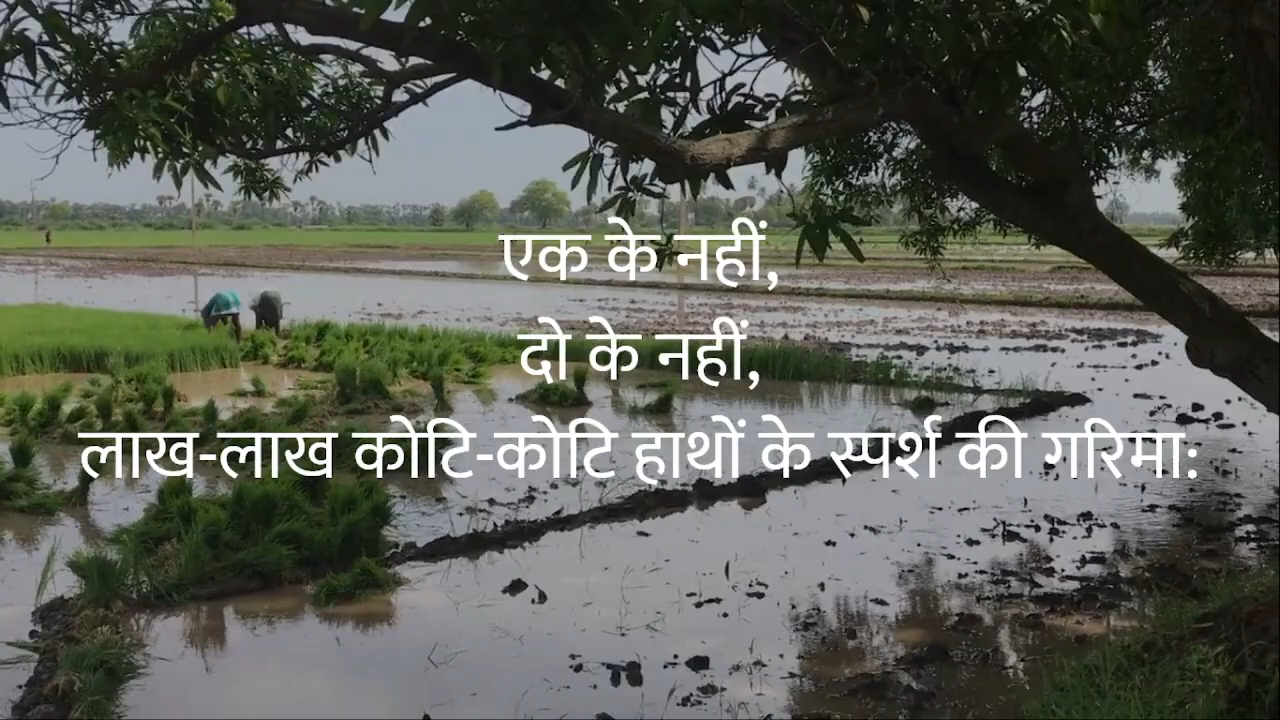 एक के नहीं,
दो के नहीं,
लाख-लाख कोटि-कोटि हाथों के स्पर्श की गरिमा: